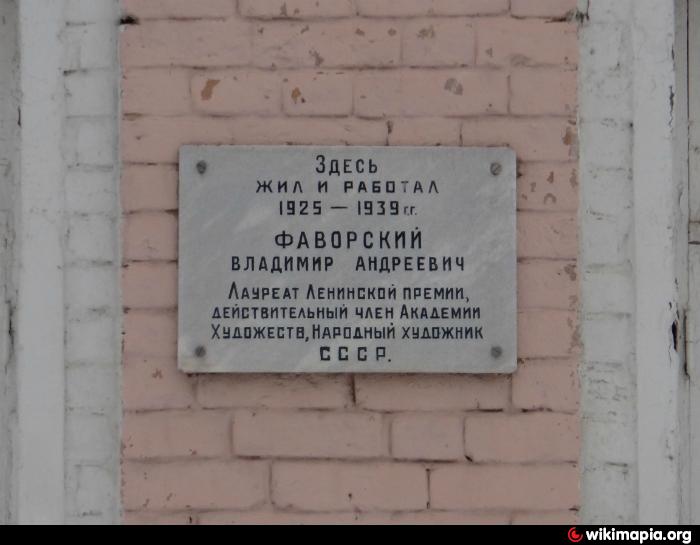 Здесь
жил и работал
1925 — 1939 г.г.
ФАВОРСКИЙ
ВЛАДИМИР АНДРЕЕВИЧ
Лауреат Ленинской премии,
действительный член Академии
Художеств, Народный художник
СССР.
wikimapia.org